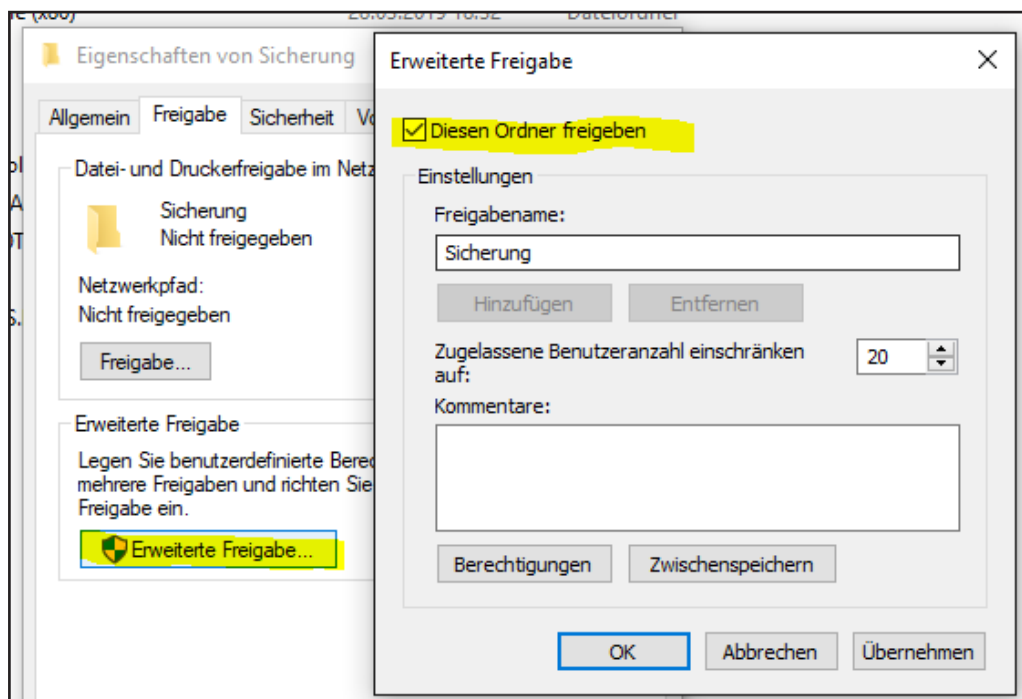 Eigenschaften von Sicherung
Allgemein Freigabe Sicherheit
Datei- und Druckerfreigabe im
Sicherung
Nicht freigegeben
Netzwerkpfad:
Nicht freigegeben
Freigabe...
Erweiterte Freigabe
Legen Sie benutzerdefinierte
mehrere Freigaben und richten Sie
Freigabe ein.
Erweiterte Freigabe...
Erweiterte Freigabe
Diesen Ordner freigeben
Einstellungen
Freigabename:
Sicherung
Hinzufügen Entfernen
Zugelassene Benutzeranzahl einschränken
auf:
20
Kommentare:
Berechtigungen Zwischenspeichern
OK Abbrechen Übernehmen